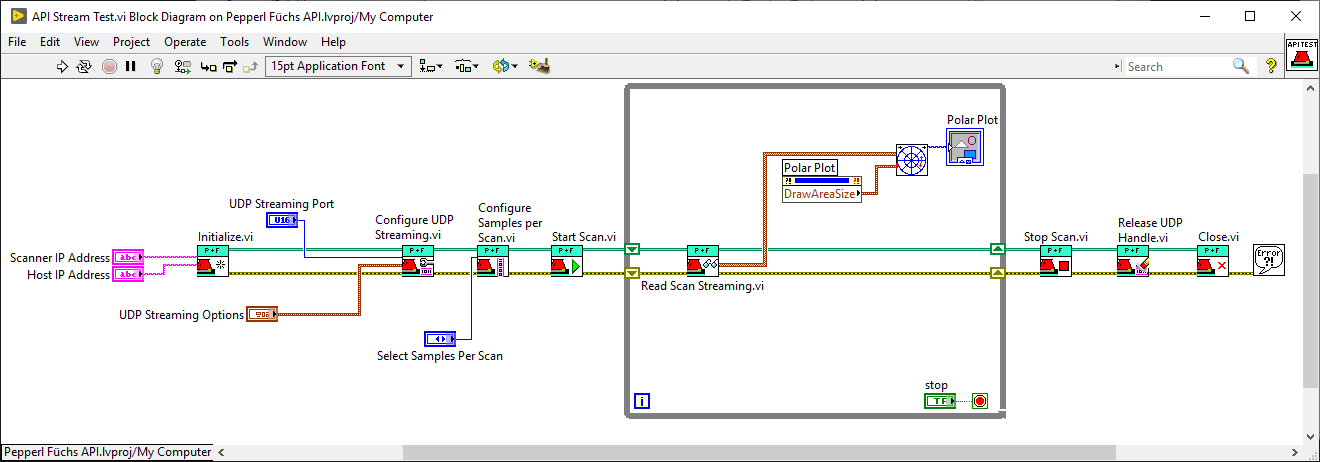 API Stream Test.vi Block Diagram on Pepperl Füchs API.lvproj/My Computer
File Edit View Project Operate Tools Window Help
15pt Application Font
Search
?
API TEST
Polar Plot
Polar Plot
?! ?!
DrawAreaSize
UDP Streaming Port
U16
Configure UDP
Streaming.vi
Configure
Samples per
Scan.vi
Initialize.vi
Start Scan.vi
Stop Scan.vi
Release UDP
Handle.vi
Close.vi
P+F
P+F
P+F
P+F
P+F
P+F
P+F
P+F
Scanner IP Address
abc
Host IP Address
abc
Error
?!
Read Scan Streaming.vi
UDP Streaming Options
Select Samples Per Scan
stop
TF
i
Pepperl Füchs API.lvproj/My Computer